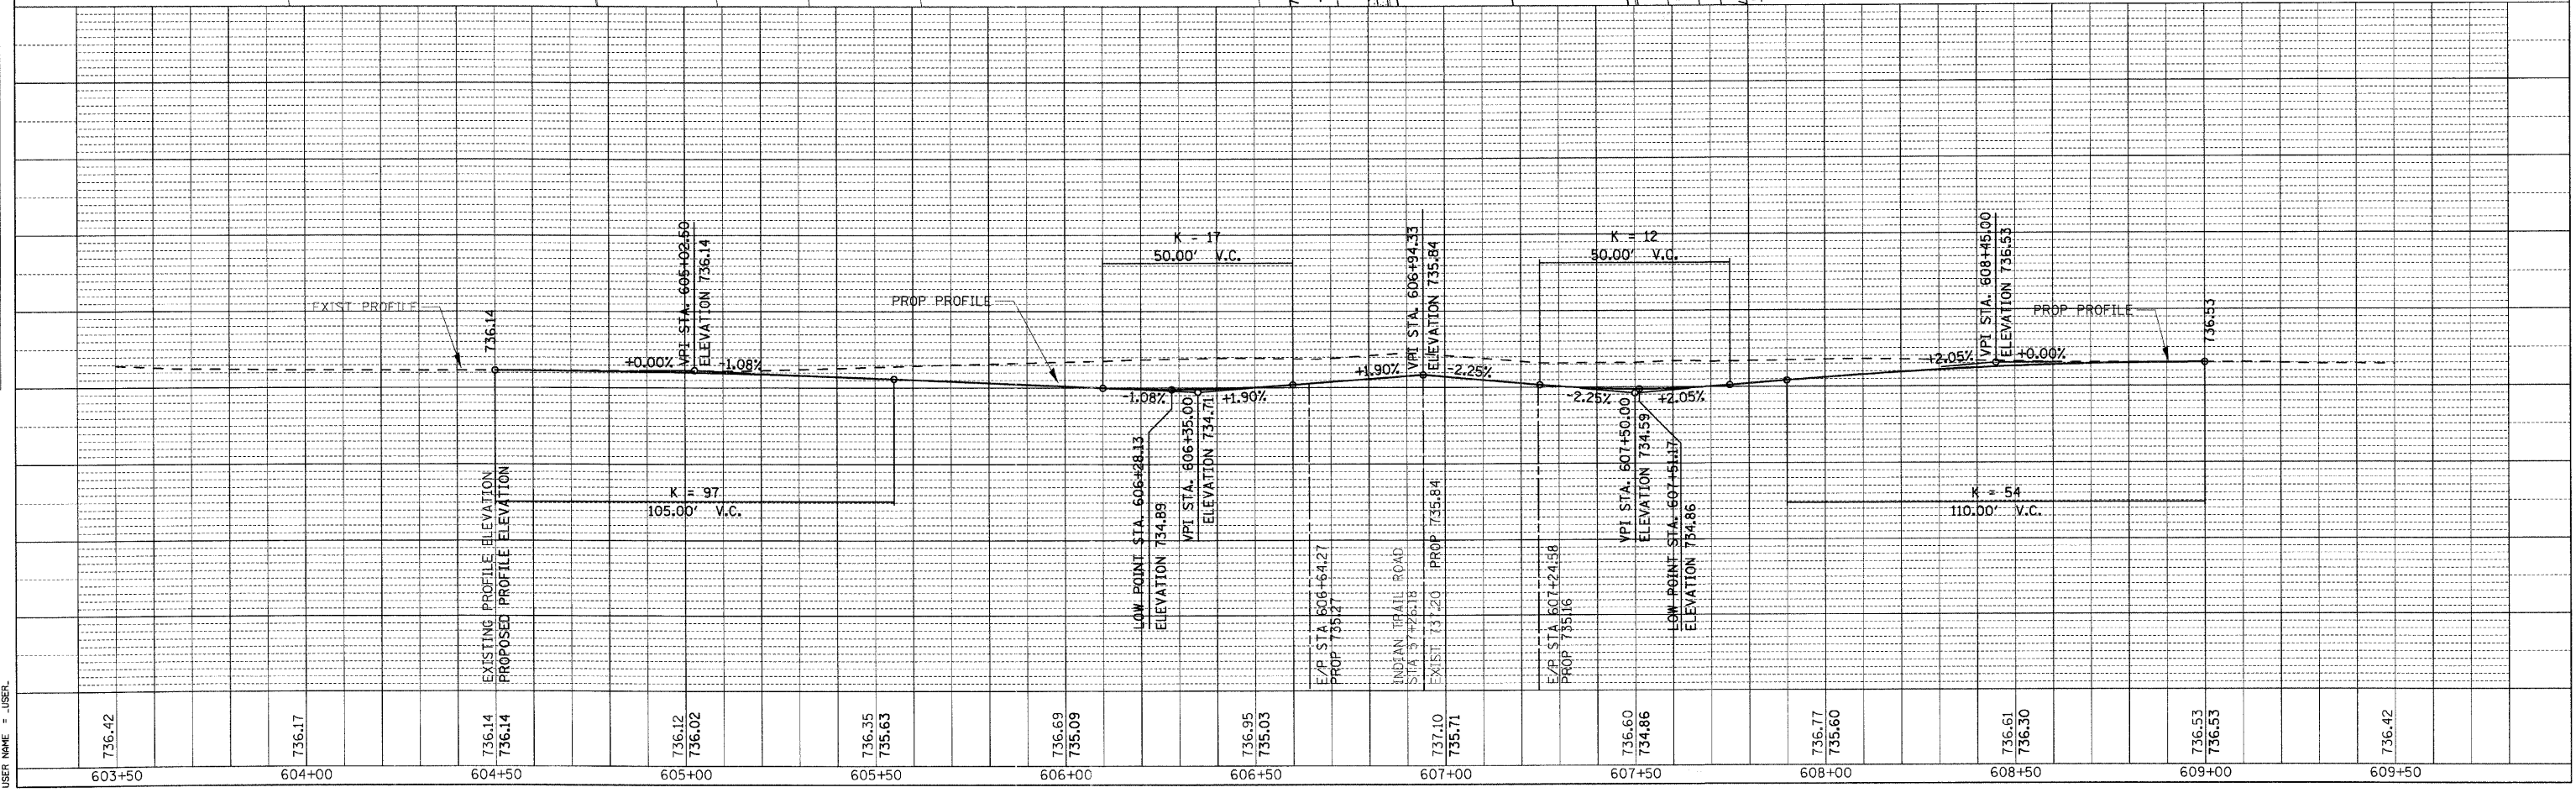 K = 17
50.00' V.C.
K = 12
50.00' V.C.
VPI STA. 605+02.50
ELEVATION 736.14
VPI STA. 606+94.33
ELEVATION 735.84
VPI STA. 608+45.00
ELEVATION 736.53
EXIST PROFILE
736.14
PROP PROFILE
PROP PROFILE
736.53
+0.00%
-1.08%
+1.90%
-2.25%
+2.05%
+0.00%
-1.08%
+1.90%
-2.25%
+2.05%
LOW POINT STA. 606+28.13
ELEVATION 734.89
VPI STA. 606+35.00
ELEVATION 734.71
VPI STA. 607+50.00
ELEVATION 734.59
LOW POINT STA. 607+51.17
ELEVATION 734.86
K = 97
105.00' V.C.
K = 54
110.00' V.C.
EXISTING PROFILE ELEVATION
PROPOSED PROFILE ELEVATION
E/P STA 606+64.27
PROP 735.27
INDIAN TRAIL ROAD
STA 57+26.18
EXIST 737.20 PROP 735.84
E/P STA 607+24.58
PROP 735.16
USER NAME = _USER_
736.42
736.17
736.14
736.14
736.12
736.02
736.35
735.63
736.69
735.09
736.95
735.03
737.10
735.71
736.60
734.86
736.77
735.60
736.61
736.30
736.53
736.53
736.42
603+50 604+00 604+50 605+00 605+50 606+00 606+50 607+00 607+50 608+00 608+50 609+00 609+50